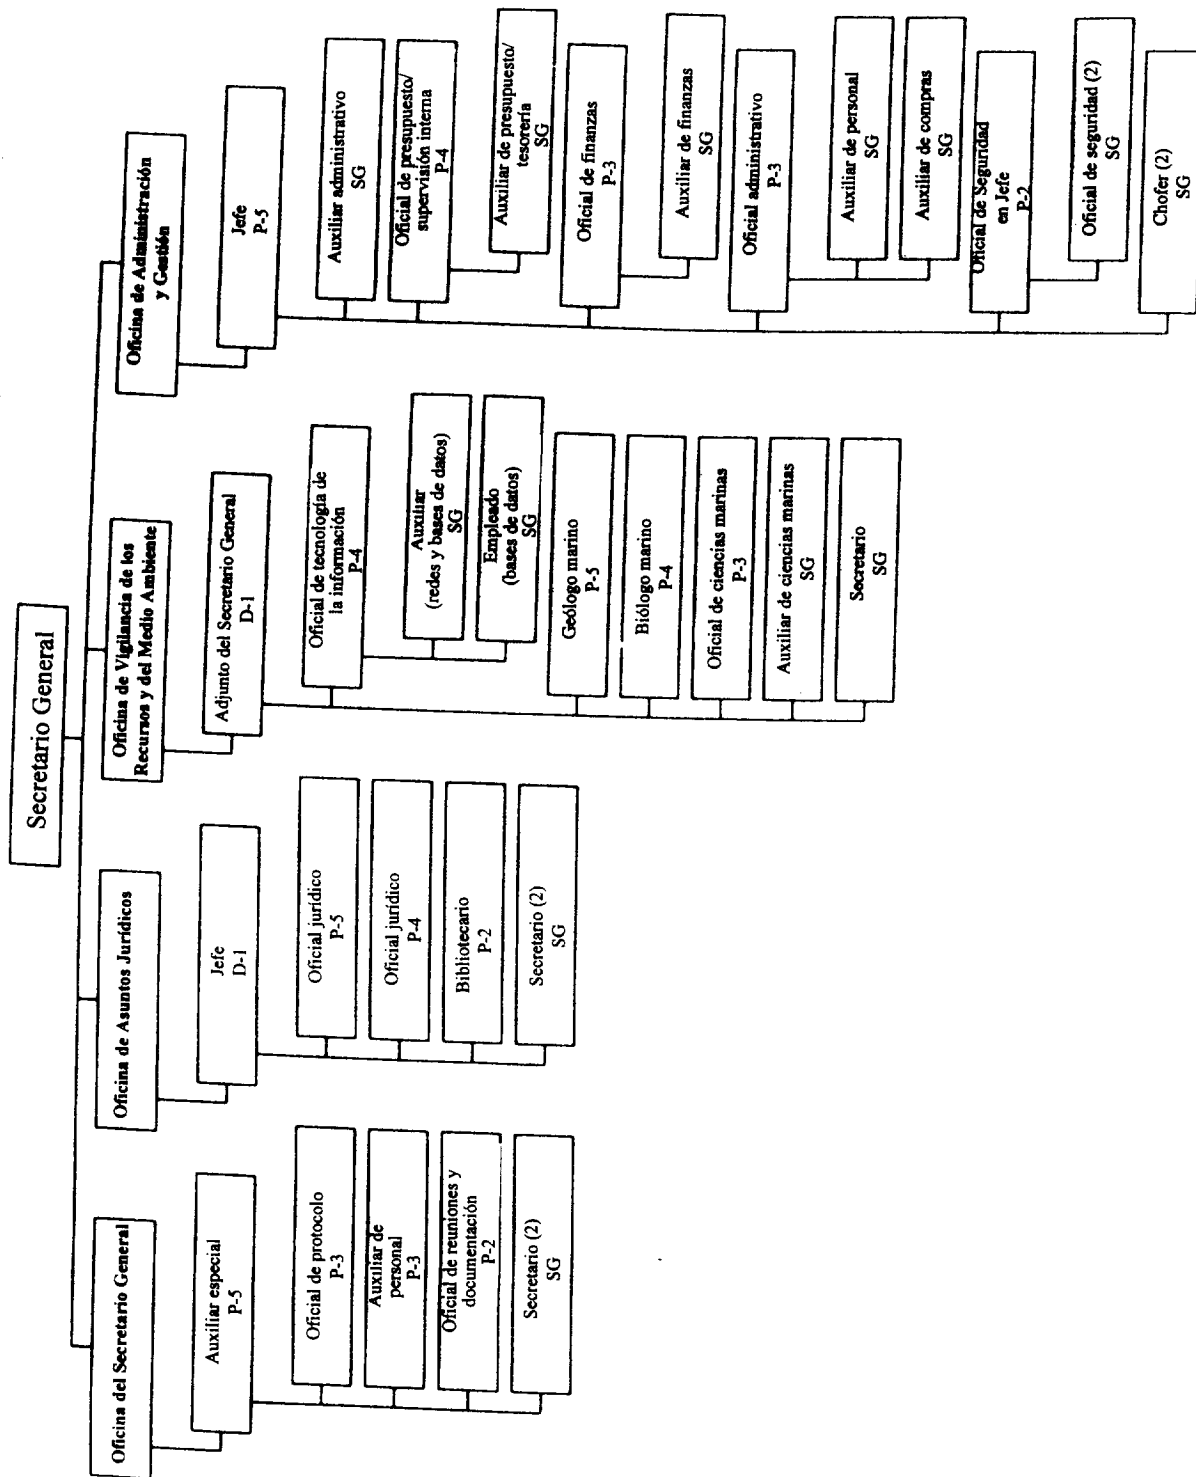 Secretario General
Oficina del Secretario General
Auxiliar especial
P-5
Oficial de protocolo
P-3
Auxiliar de
personal
P-3
Oficial de reuniones y
documentación
P-2
Secretario (2)
SG
Oficina de Asuntos Jurídicos
Jefe
D-1
Oficial jurídico
P-5
Oficial jurídico
P-4
Bibliotecario
P-2
Secretario (2)
SG
Oficina de Vigilancia de los
Recursos y del Medio Ambiente
Adjunto del Secretario General
D-1
Oficial de tecnología de
la información
P-4
Auxiliar
(redes y bases de datos)
SG
Empleado
(bases de datos)
SG
Geólogo marino
P-5
Biólogo marino
P-4
Oficial de ciencias marinas
P-3
Auxiliar de ciencias marinas
SG
Secretario
SG
Oficina de Administración
y Gestión
Jefe
P-5
Auxiliar administrativo
SG
Oficial de presupuesto/
supervisión interna
P-4
Auxiliar de presupuesto/
tesorería
SG
Oficial de finanzas
P-3
Auxiliar de finanzas
SG
Oficial administrativo
P-3
Auxiliar de personal
SG
Auxiliar de compras
SG
Oficial de Seguridad
en Jefe
P-2
Oficial de seguridad (2)
SG
Chofer (2)
SG